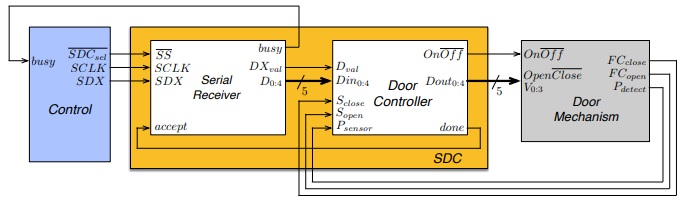 busy
SDC_sel
SCLK
SDX
Control
SS
SCLK
SDX
accept
Serial
Receiver
busy
DX_val
D_0:4
5
D_val
Din_0:4
S_close
S_open
P_sensor
Door
Controller
OnOff
Dout_0:4
done
5
SDC
OnOff
OpenClose
V_0:3
Door
Mechanism
FC_close
FC_open
P_detect